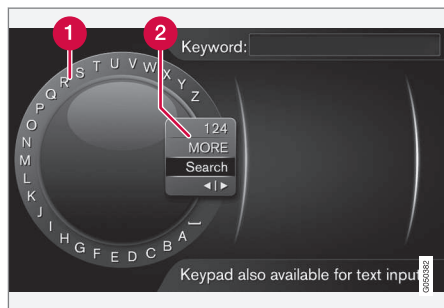 1
2
Keyword:
A B C D E F G H I J K L M N O P Q R S T U V W X Y Z
124
MORE
Search
◄|►
Keypad also available for text input
G050382